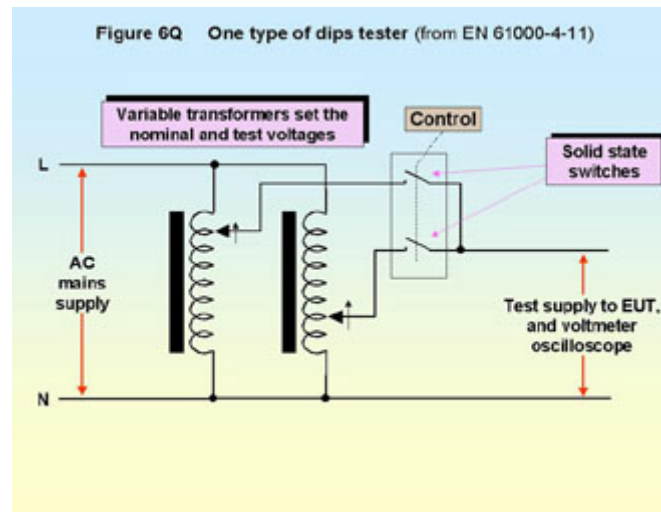 Figure 6Q One type of dips tester (from EN 61000-4-11)
Variable transformers set the
nominal and test voltages
Control
Solid state
switches
L
AC
mains
supply
Test supply to EUT,
and voltmeter
oscilloscope
N